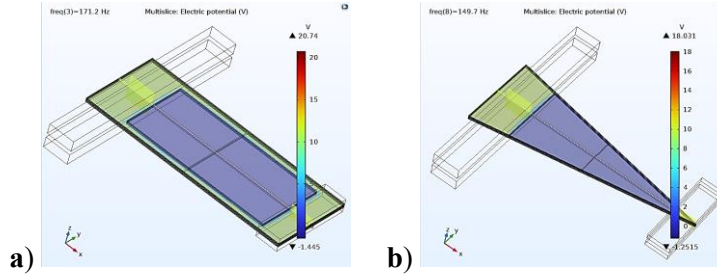 freq(3)=171.2 Hz Multislice: Electric potential (V)
V
▲ 20.74
20
15
10
5
0
▼ -1.445
z
y
x
a)
freq(8)=149.7 Hz Multislice: Electric potential (V)
V
▲ 18.031
18
16
14
12
10
8
6
4
2
0
▼ -1.2515
z
y
x
b)